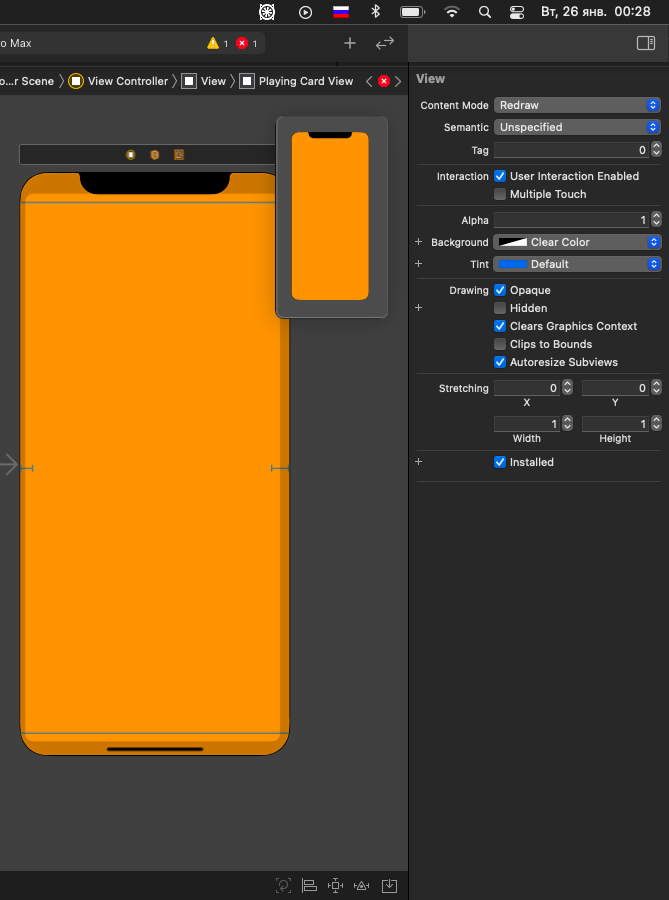 Вт, 26 янв. 00:28
o Max
1
1
o...r Scene
View Controller
View
Playing Card View
View
Content Mode
Redraw
Semantic
Unspecified
Tag
0
Interaction
User Interaction Enabled
Multiple Touch
Alpha
1
+ Background
Clear Color
+ Tint
Default
Drawing
Opaque
+ Hidden
Clears Graphics Context
Clips to Bounds
Autoresize Subviews
Stretching
0
0
X
Y
1
1
Width
Height
+ Installed